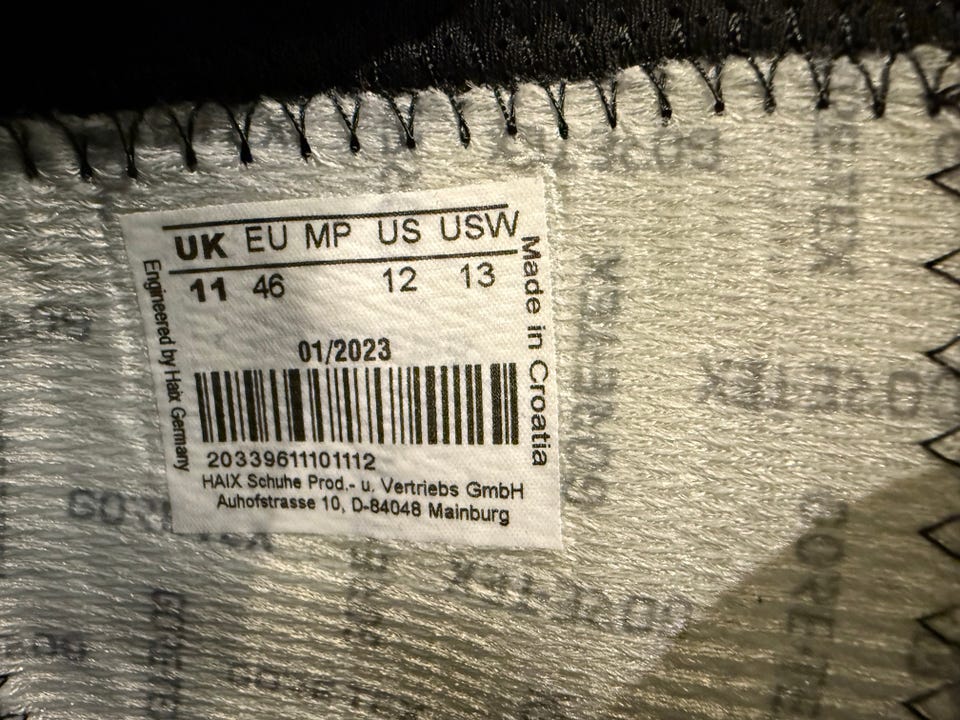 UK EU MP US USW
11 46 12 13
01/2023
20339611101112
HAIX Schuhe Prod.- u. Vertriebs GmbH
Auhofstrasse 10, D-84048 Mainburg
Engineered by Haix Germany
Made in Croatia
GORE-TEX